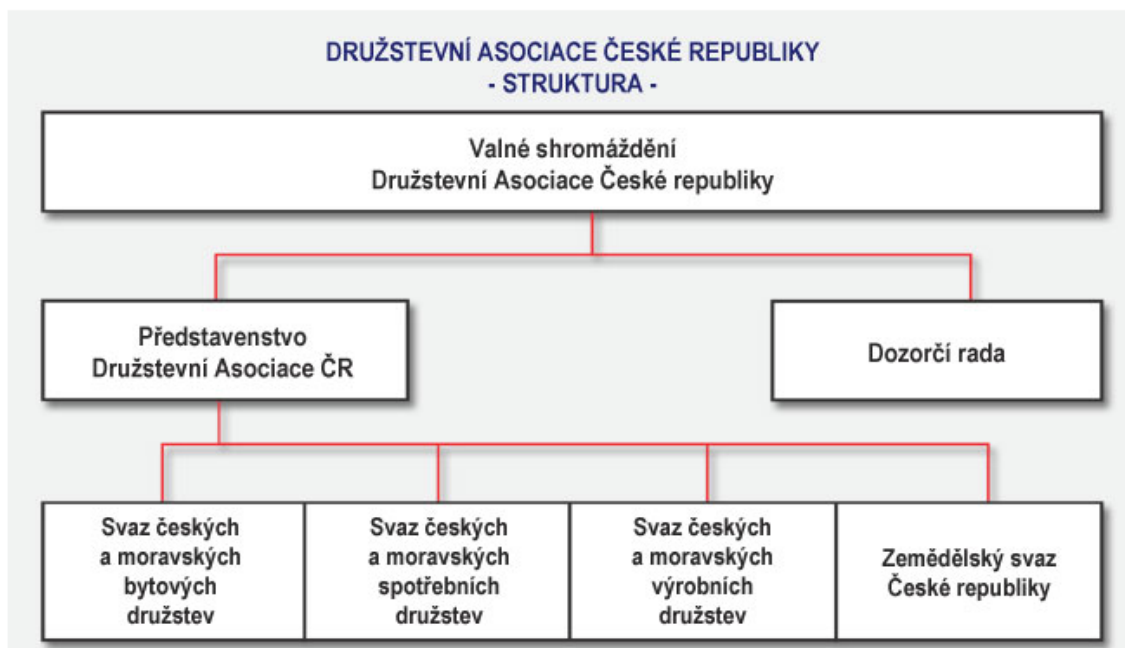 DRUŽSTEVNÍ ASOCIACE ČESKÉ REPUBLIKY
- STRUKTURA -
Valné shromáždění
Družstevní Asociace České republiky
Představenstvo
Družstevní Asociace ČR
Dozorčí rada
Svaz českých
a moravských
bytových
družstev
Svaz českých
a moravských
spotřebních
družstev
Svaz českých
a moravských
výrobních
družstev
Zemědělský svaz
České republiky